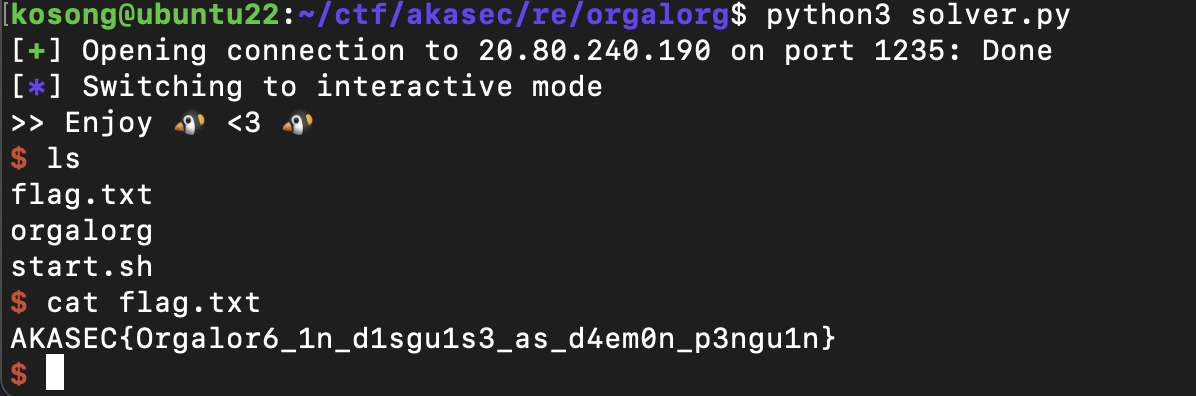 [kosong@ubuntu22:~/ctf/akasec/re/orgalorg$ python3 solver.py
[+] Opening connection to 20.80.240.190 on port 1235: Done
[*] Switching to interactive mode
>> Enjoy 🐧 <3 🐧
$ ls
flag.txt
orgalorg
start.sh
$ cat flag.txt
AKASEC{Orgalor6_1n_d1sgu1s3_as_d4em0n_p3ngu1n}
$